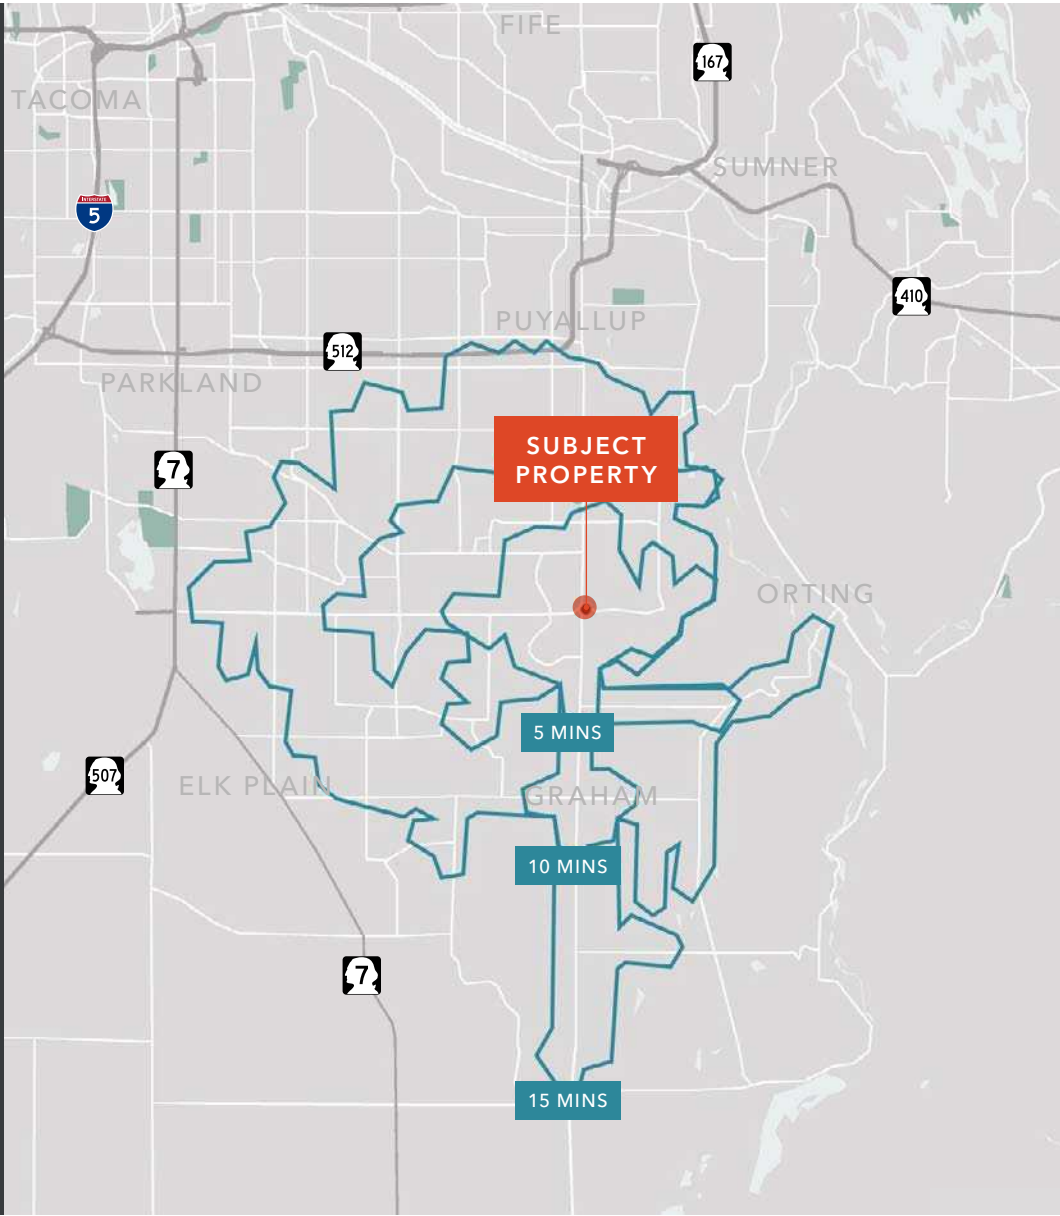 FIFE
167
TACOMA
SUMNER
INTERSTATE
5
410
PUYALLUP
512
PARKLAND
SUBJECT
PROPERTY
7
ORTING
5 MINS
507
ELK PLAIN
GRAHAM
10 MINS
7
15 MINS